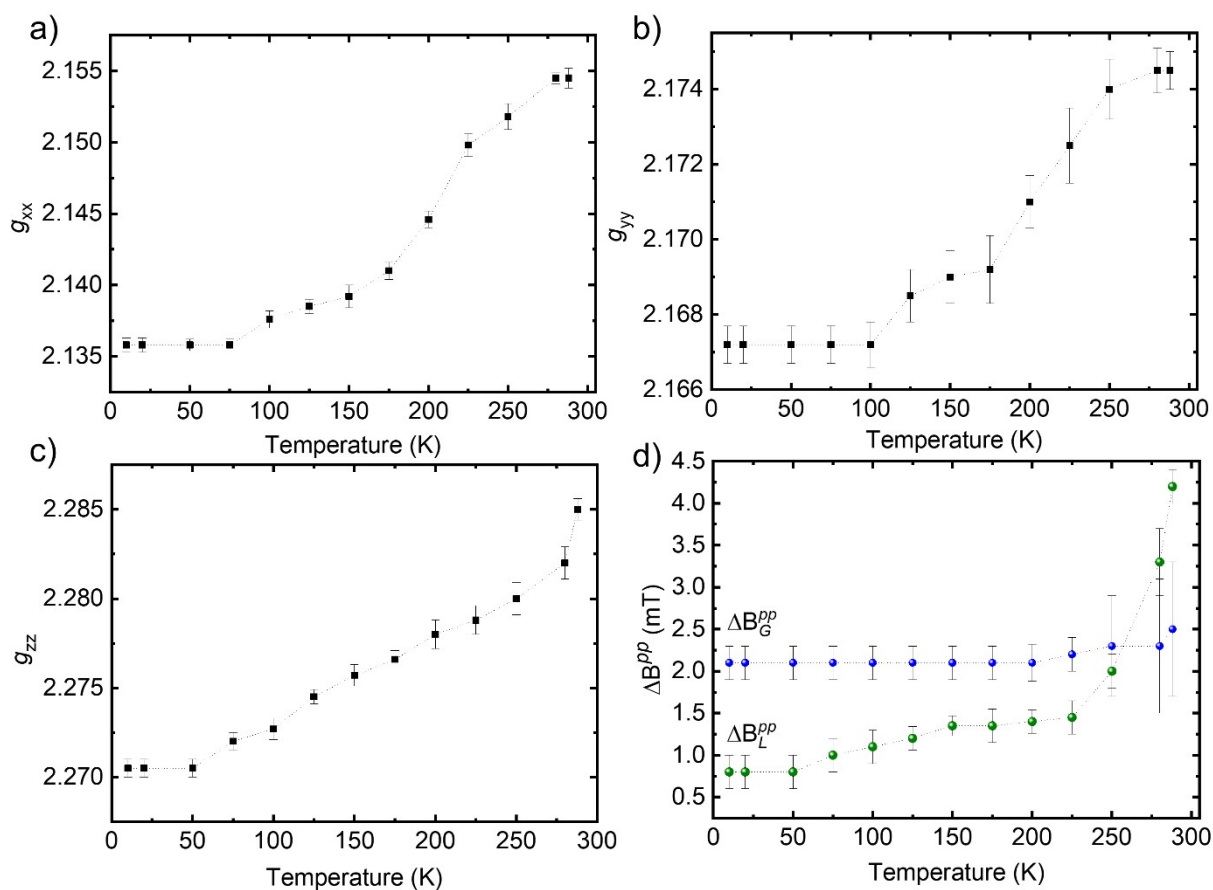 a)
2.155
2.150
2.145
2.140
2.135
g_xx
0 50 100 150 200 250 300
Temperature (K)
b)
2.174
2.172
2.170
2.168
2.166
g_yy
0 50 100 150 200 250 300
Temperature (K)
c)
2.285
2.280
2.275
2.270
g_zz
0 50 100 150 200 250 300
Temperature (K)
d)
4.5
4.0
3.5
3.0
2.5
2.0
1.5
1.0
0.5
ΔB^pp (mT)
ΔB_G^pp
ΔB_L^pp
0 50 100 150 200 250 300
Temperature (K)